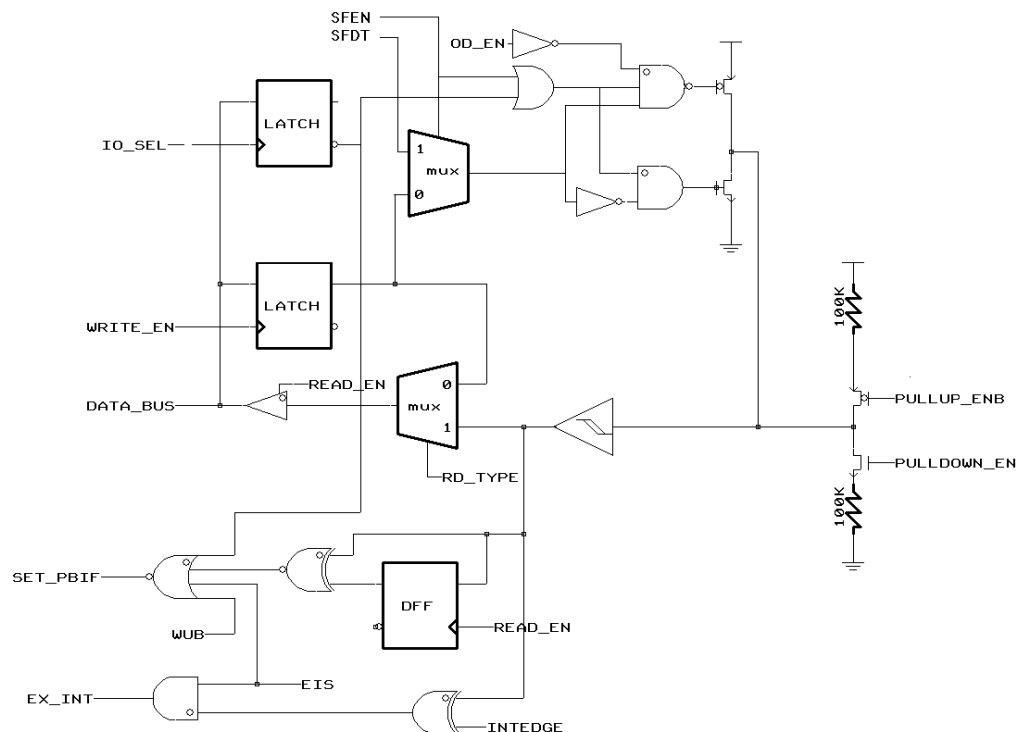 SFEN
SFDT
OD_EN
LATCH
IO_SEL
1
mux
0
LATCH
WRITE_EN
100K
READ_EN
0
DATA_BUS
mux
1
PULLUP_ENB
PULLDOWN_EN
RD_TYPE
100K
SET_PBIF
DFF
READ_EN
WUB
EIS
EX_INT
INTEDGE